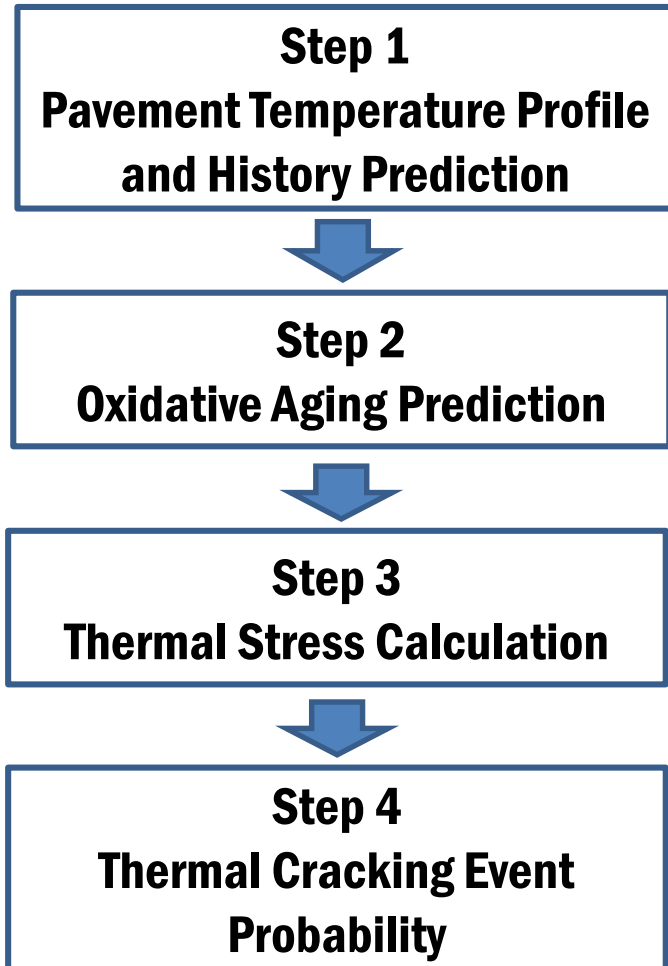 Step 1
Pavement Temperature Profile
and History Prediction
Step 2
Oxidative Aging Prediction
Step 3
Thermal Stress Calculation
Step 4
Thermal Cracking Event
Probability